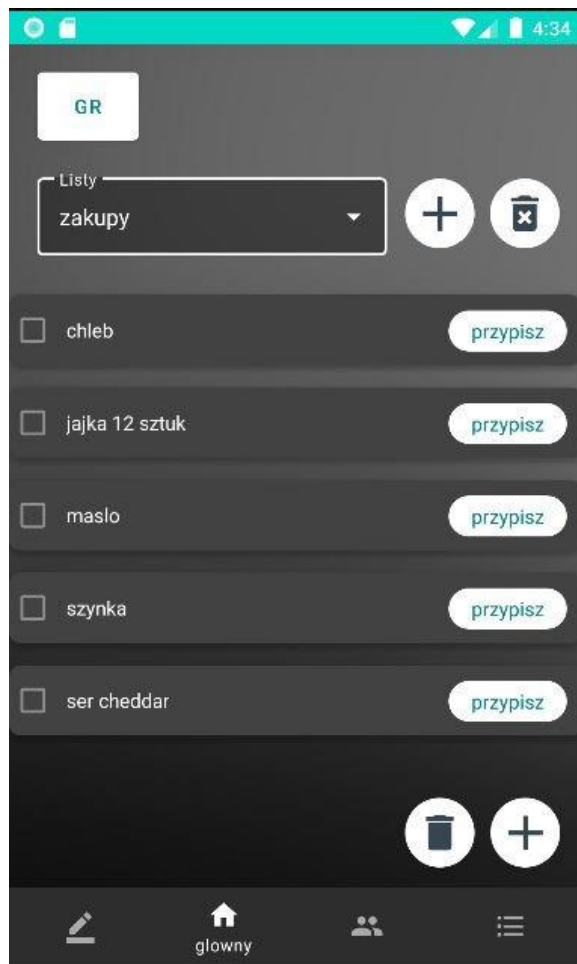 4:34
GR
Listy
zakupy
chleb
przypisz
jajka 12 sztuk
przypisz
maslo
przypisz
szynka
przypisz
ser cheddar
przypisz
glowny